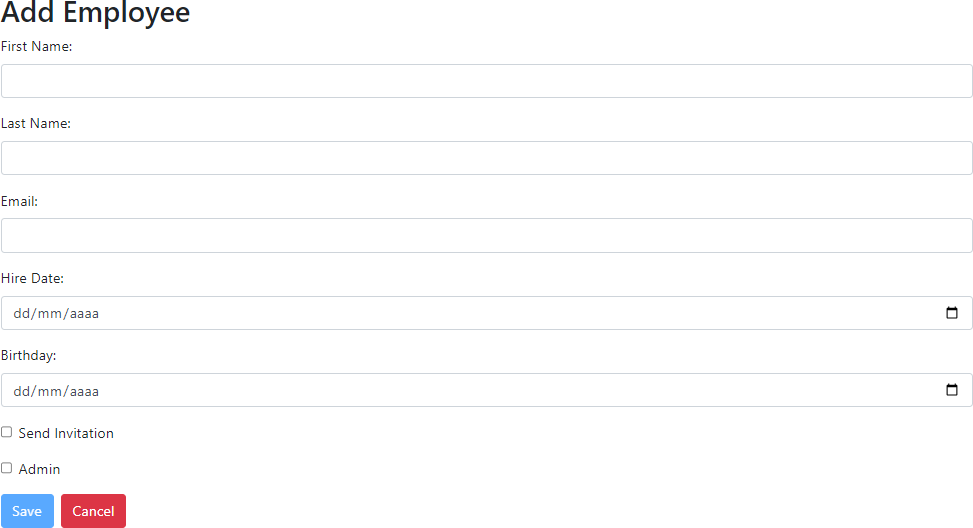 Add Employee
First Name:
Last Name:
Email:
Hire Date:
dd/mm/aaaa
Birthday:
dd/mm/aaaa
Send Invitation
Admin
Save Cancel